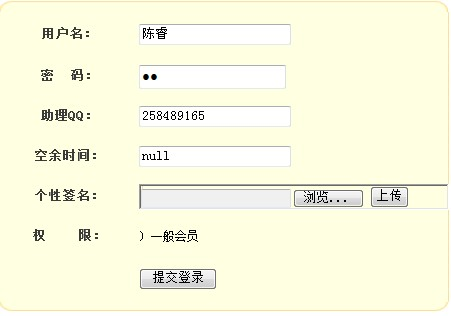 用户名： 陈睿
密 码： ●●
助理QQ： 258489165
空余时间： null
个性签名： 浏览... 上传
权 限： ）一般会员
提交登录